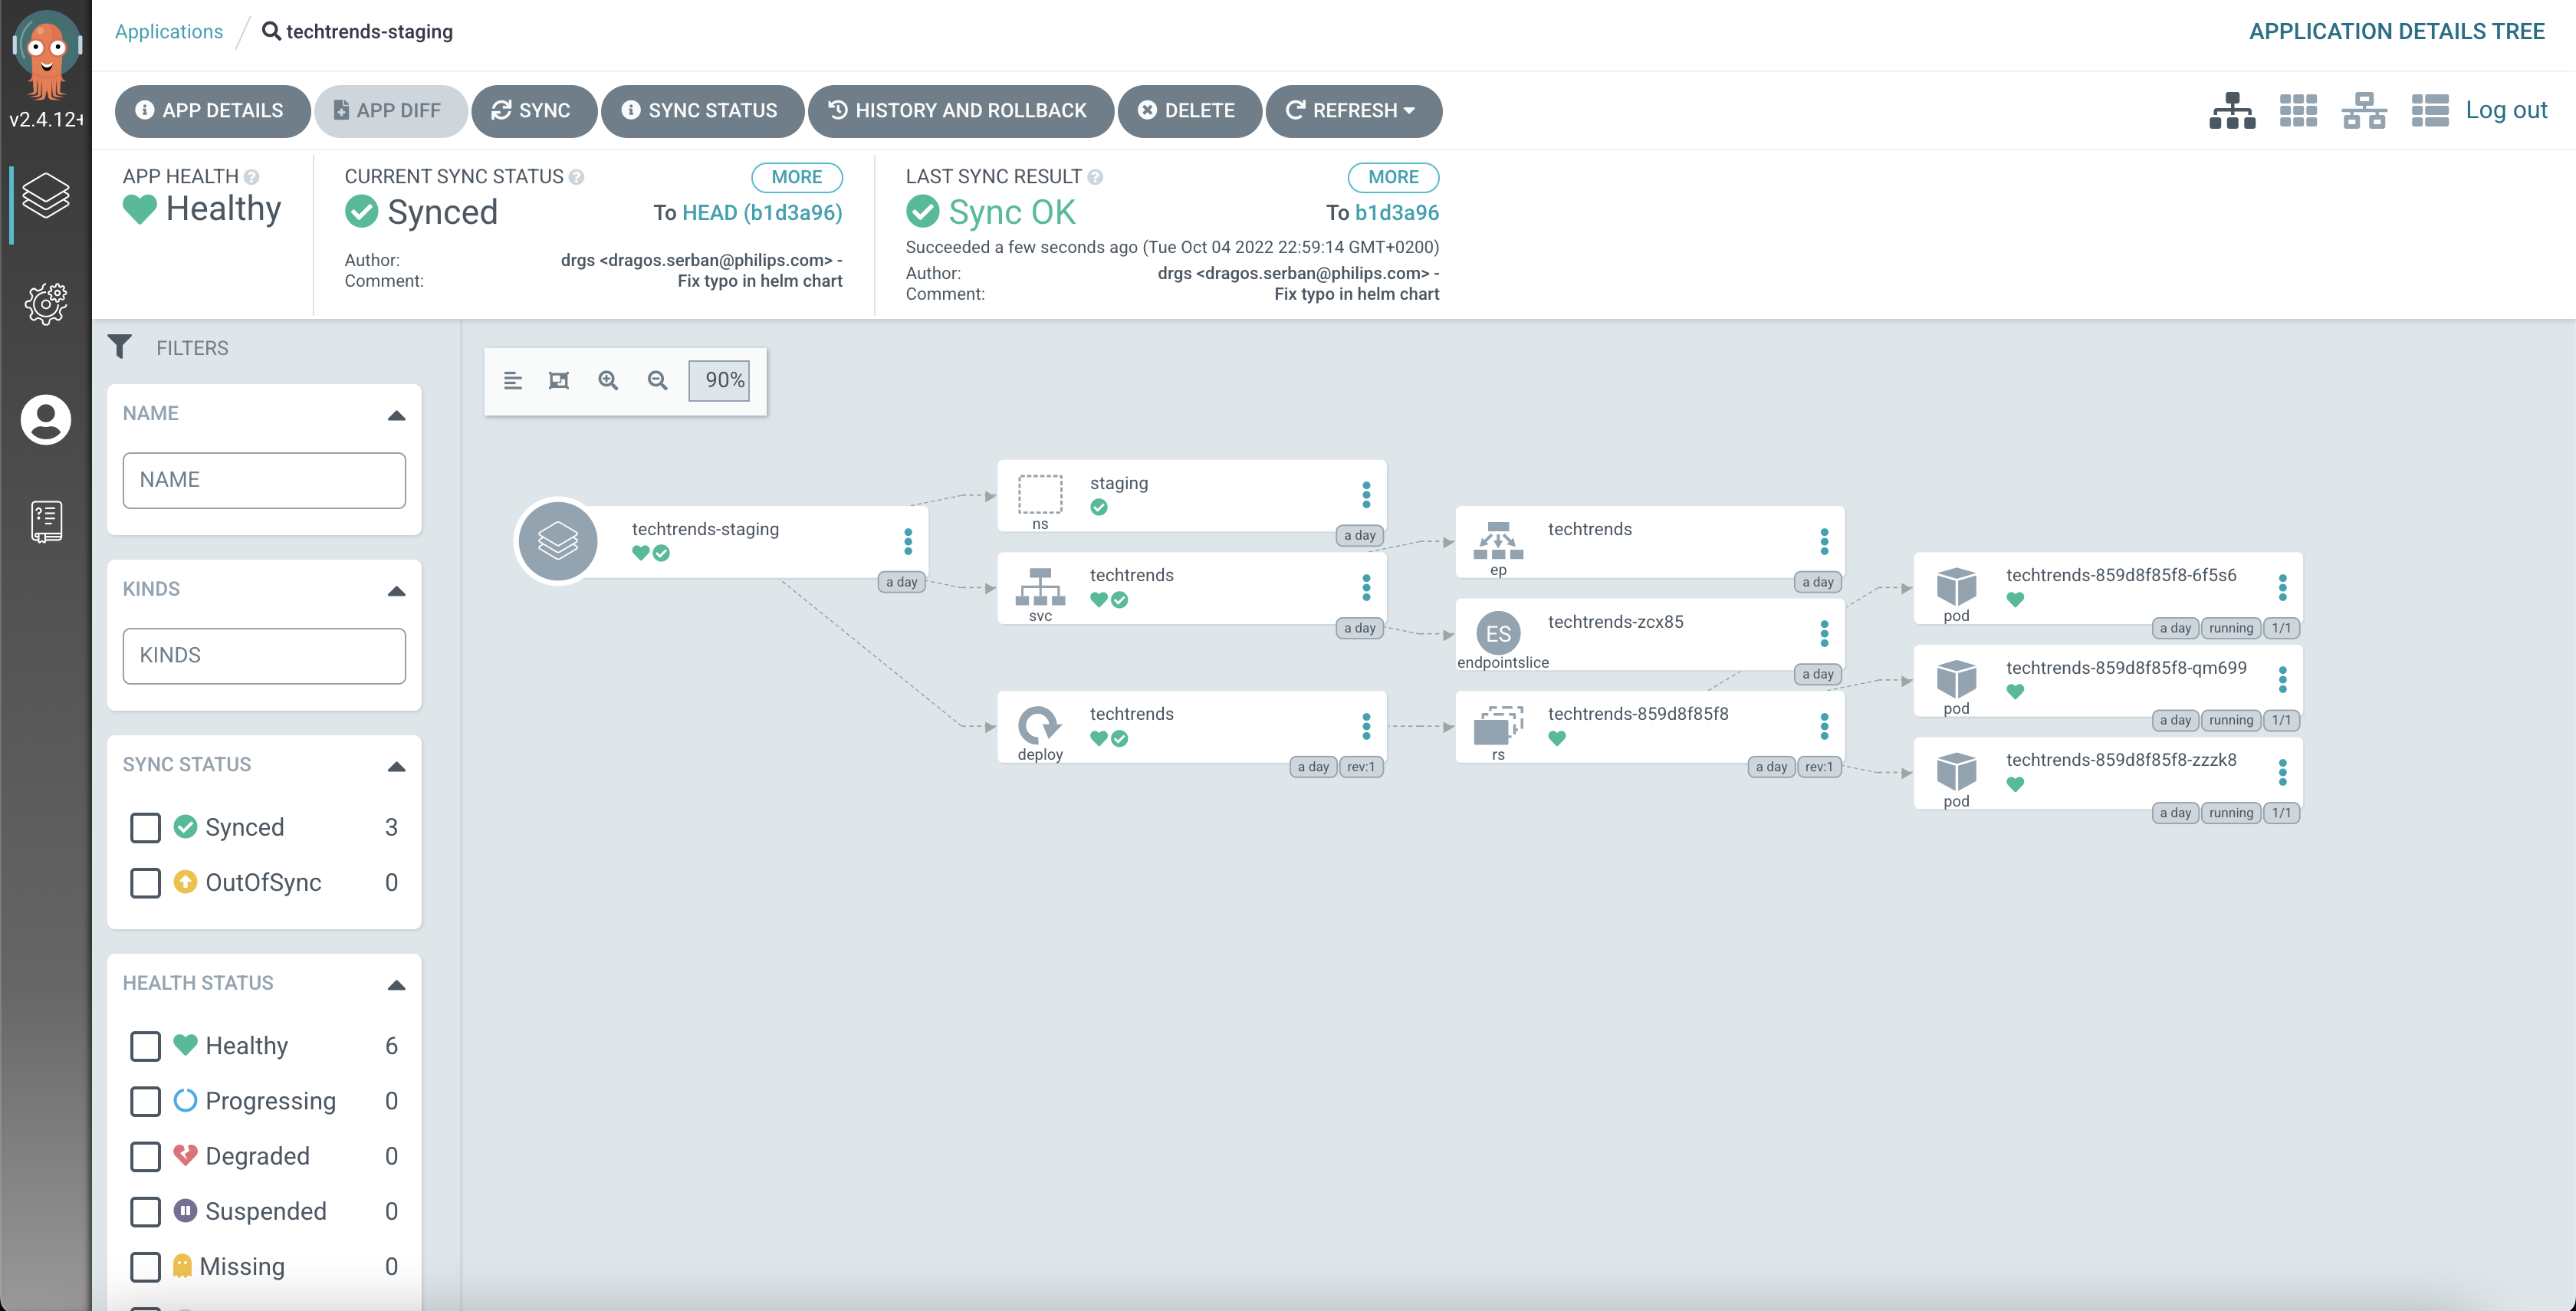 Applications / techtrends-staging
APPLICATION DETAILS TREE
v2.4.12+
APP DETAILS
APP DIFF
SYNC
SYNC STATUS
HISTORY AND ROLLBACK
DELETE
REFRESH
Log out
APP HEALTH
Healthy
CURRENT SYNC STATUS
MORE
Synced
To HEAD (b1d3a96)
Author: drgs <dragos.serban@philips.com> -
Comment: Fix typo in helm chart
LAST SYNC RESULT
MORE
Sync OK
To b1d3a96
Succeeded a few seconds ago (Tue Oct 04 2022 22:59:14 GMT+0200)
Author: drgs <dragos.serban@philips.com> -
Comment: Fix typo in helm chart
FILTERS
NAME
NAME
KINDS
KINDS
SYNC STATUS
Synced 3
OutOfSync 0
HEALTH STATUS
Healthy 6
Progressing 0
Degraded 0
Suspended 0
Missing 0
90%
techtrends-staging
a day
staging
ns
a day
techtrends
svc
a day
techtrends
deploy
a day rev:1
techtrends
ep
a day
ES
techtrends-zcx85
endpointslice
a day
techtrends-859d8f85f8
rs
a day rev:1
techtrends-859d8f85f8-6f5s6
pod
a day running 1/1
techtrends-859d8f85f8-qm699
pod
a day running 1/1
techtrends-859d8f85f8-zzzk8
pod
a day running 1/1